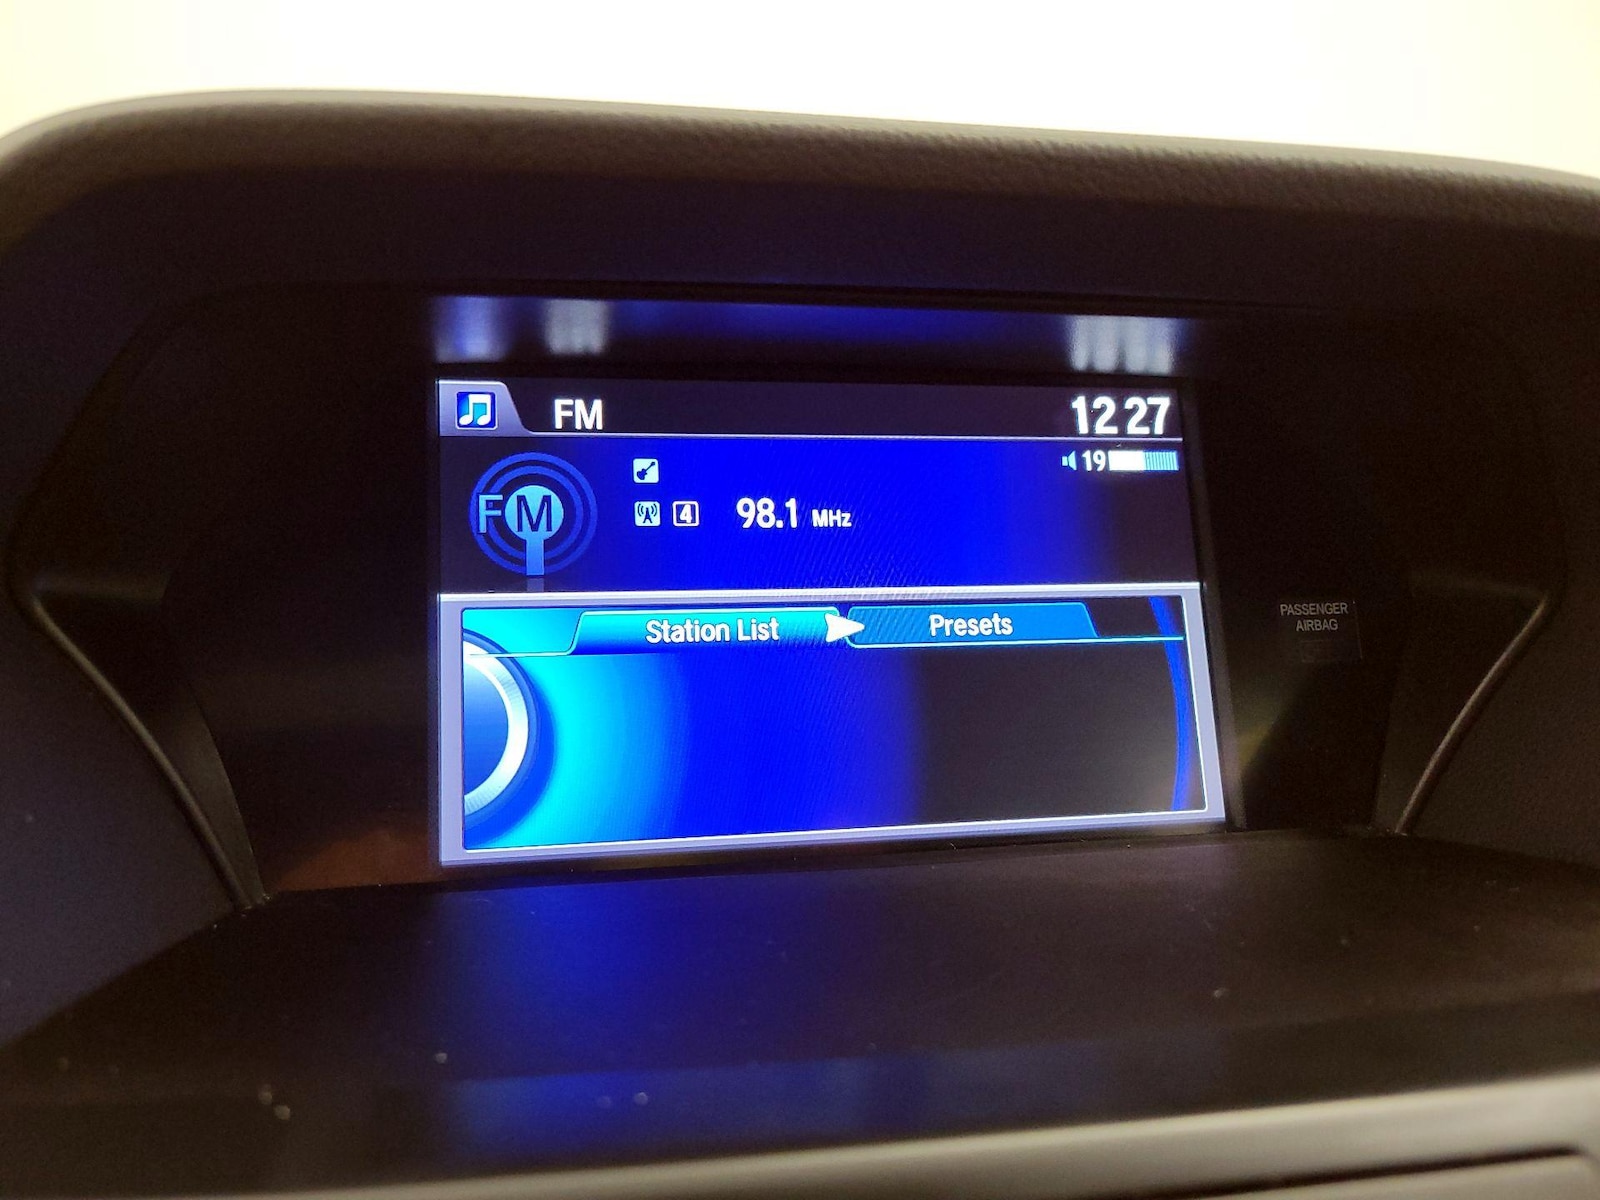 FM
12 27
19
FM
4 98.1 MHz
Station List Presets
PASSENGER
AIRBAG